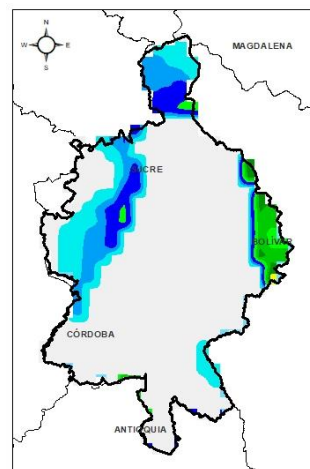 N
W E
S
MAGDALENA
SUCRE
BOLÍVAR
CÓRDOBA
ANTIOQUIA